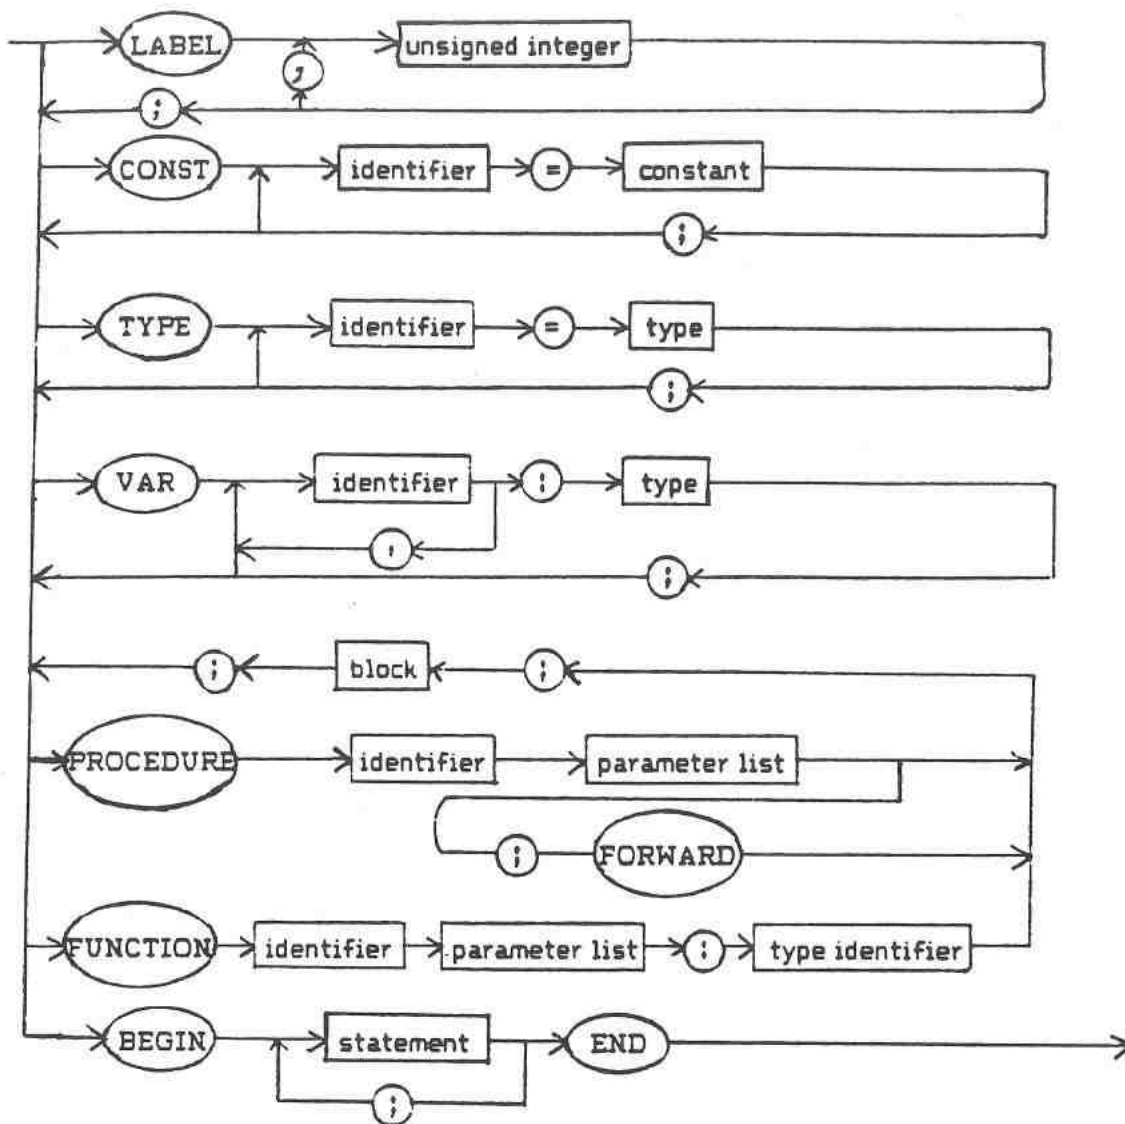 LABEL , unsigned integer
;
CONST identifier = constant
;
TYPE identifier = type
;
VAR identifier : type
,
;
; block ;
PROCEDURE identifier parameter list
; FORWARD
FUNCTION identifier parameter list : type identifier
BEGIN statement END
;